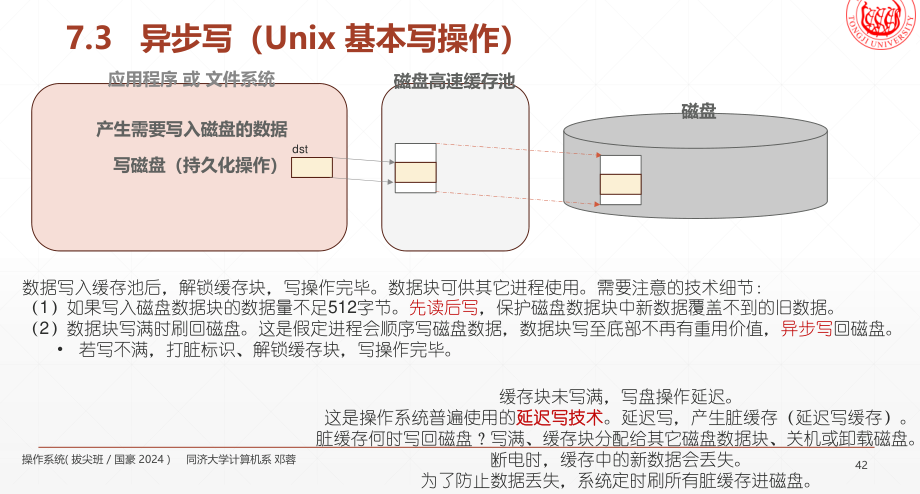 7.3 异步写（Unix 基本写操作）
TONGJI UNIVERSITY
应用程序 或 文件系统
磁盘高速缓存池
磁盘
产生需要写入磁盘的数据
dst
写磁盘（持久化操作）
数据写入缓存池后，解锁缓存块，写操作完毕。数据块可供其它进程使用。需要注意的技术细节：
（1）如果写入磁盘数据块的数据量不足512字节。先读后写，保护磁盘数据块中新数据覆盖不到的旧数据。
（2）数据块写满时刷回磁盘。这是假定进程会顺序写磁盘数据，数据块写至底部不再有重用价值，异步写回磁盘。
• 若写不满，打脏标识、解锁缓存块，写操作完毕。
缓存块未写满，写盘操作延迟。
这是操作系统普遍使用的延迟写技术。延迟写，产生脏缓存（延迟写缓存）。
脏缓存何时写回磁盘？写满、缓存块分配给其它磁盘数据块、关机或卸载磁盘。
断电时，缓存中的新数据会丢失。
为了防止数据丢失，系统定时刷所有脏缓存进磁盘。
操作系统( 拔尖班 / 国豪 2024 ) 同济大学计算机系 邓蓉
42